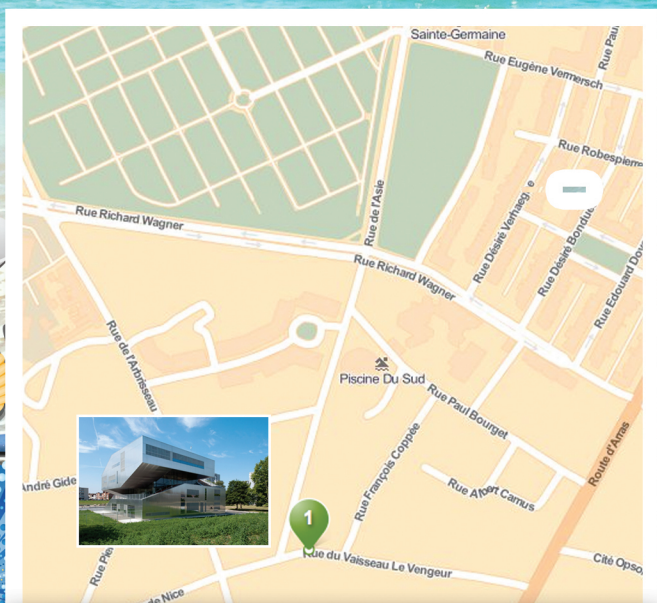 Sainte-Germaine
Rue Paul
Rue Eugène Vermersch
Rue Robespierre
Rue de l'Asie
Rue Richard Wagner
Rue Richard Wagner
Rue Désiré Verhaeg. e
Rue Désiré Bondue
Rue Edouard Dou
Rue de l'Arbrisseau
Piscine Du Sud
Rue Paul Bourget
Route d'Arras
Rue François Coppée
André Gide
Rue Albert Camus
1
Rue Pie
Rue du Vaisseau Le Vengeur
Cité Opso
de Nice